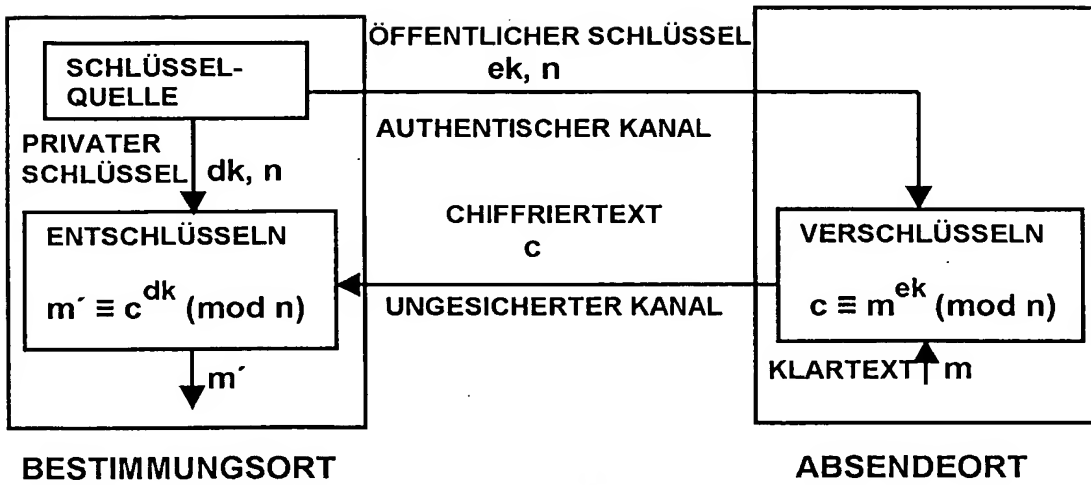 ÖFFENTLICHER SCHLÜSSEL
ek, n
SCHLÜSSEL-
QUELLE
AUTHENTISCHER KANAL
PRIVATER
SCHLÜSSEL dk, n
CHIFFRIERTEXT
c
ENTSCHLÜSSELN
m´ ≡ c^dk (mod n)
VERSCHLÜSSELN
c ≡ m^ek (mod n)
UNGESICHERTER KANAL
m´
KLARTEXT m
BESTIMMUNGSORT
ABSENDEORT